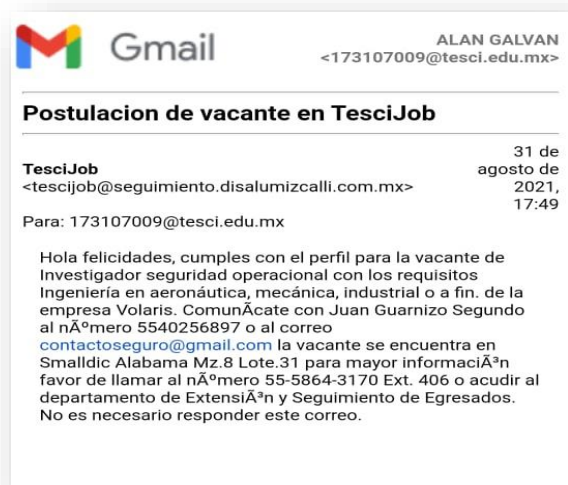 Gmail
ALAN GALVAN
<173107009@tesci.edu.mx>
Postulacion de vacante en TesciJob
TesciJob
<tescijob@seguimiento.disalumizcalli.com.mx>
31 de
agosto de
2021,
17:49
Para: 173107009@tesci.edu.mx
Hola felicidades, cumples con el perfil para la vacante de
Investigador seguridad operacional con los requisitos
Ingeniería en aeronáutica, mecánica, industrial o a fin. de la
empresa Volaris. ComunÃcate con Juan Guarnizo Segundo
al nÃºmero 5540256897 o al correo
contactoseguro@gmail.com la vacante se encuentra en
Smalldic Alabama Mz.8 Lote.31 para mayor informaciÃ³n
favor de llamar al nÃºmero 55-5864-3170 Ext. 406 o acudir al
departamento de ExtensiÃ³n y Seguimiento de Egresados.
No es necesario responder este correo.